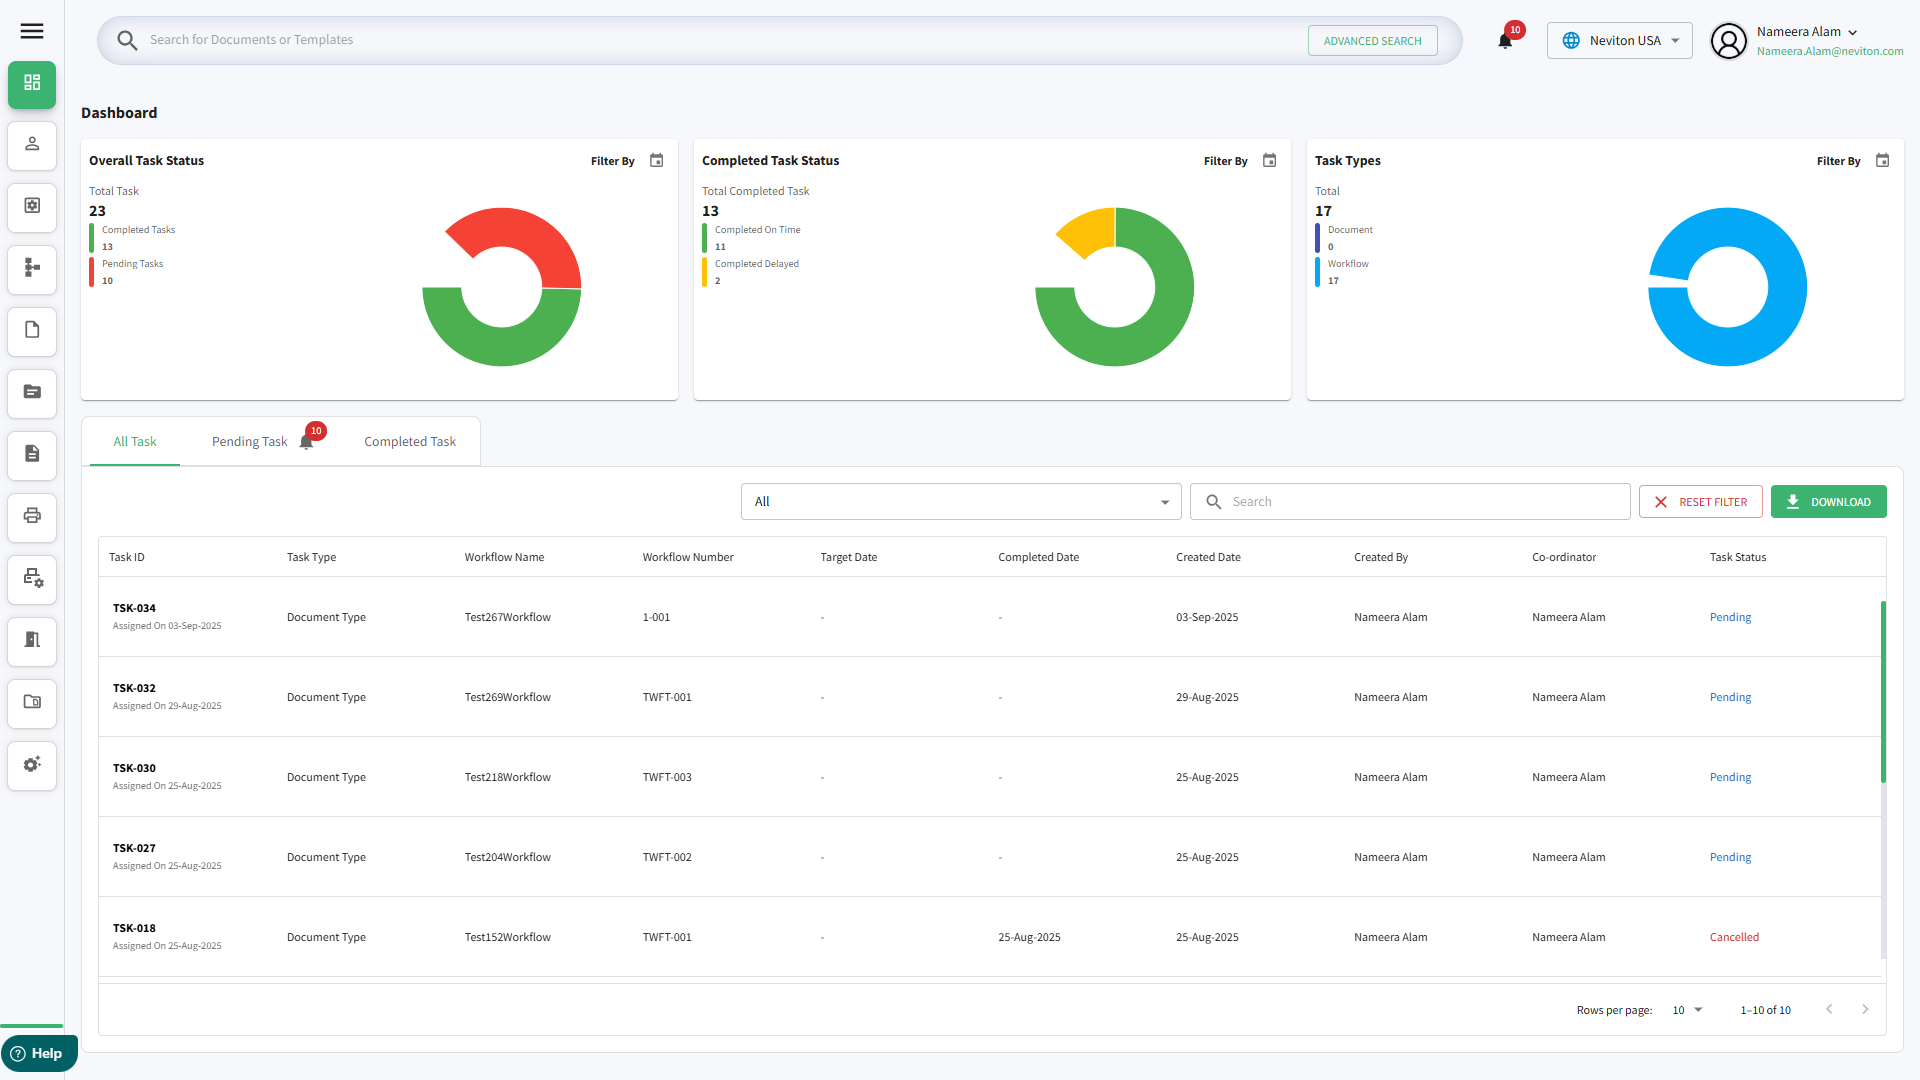 Search for Documents or Templates
ADVANCED SEARCH
10
Neviton USA
Nameera Alam
Nameera.Alam@neviton.com
Dashboard
Overall Task Status
Filter By
Total Task
23
Completed Tasks
13
Pending Tasks
10
Completed Task Status
Filter By
Total Completed Task
13
Completed On Time
11
Completed Delayed
2
Task Types
Filter By
Total
17
Document
0
Workflow
17
All Task
Pending Task
10
Completed Task
All
Search
RESET FILTER
DOWNLOAD
Task ID Task Type Workflow Name Workflow Number Target Date Completed Date Created Date Created By Co-ordinator Task Status
TSK-034
Assigned On 03-Sep-2025
Document Type Test267Workflow 1-001 - - 03-Sep-2025 Nameera Alam Nameera Alam Pending
TSK-032
Assigned On 29-Aug-2025
Document Type Test269Workflow TWFT-001 - - 29-Aug-2025 Nameera Alam Nameera Alam Pending
TSK-030
Assigned On 25-Aug-2025
Document Type Test218Workflow TWFT-003 - - 25-Aug-2025 Nameera Alam Nameera Alam Pending
TSK-027
Assigned On 25-Aug-2025
Document Type Test204Workflow TWFT-002 - - 25-Aug-2025 Nameera Alam Nameera Alam Pending
TSK-018
Assigned On 25-Aug-2025
Document Type Test152Workflow TWFT-001 - 25-Aug-2025 25-Aug-2025 Nameera Alam Nameera Alam Cancelled
Rows per page: 10 1–10 of 10
Help